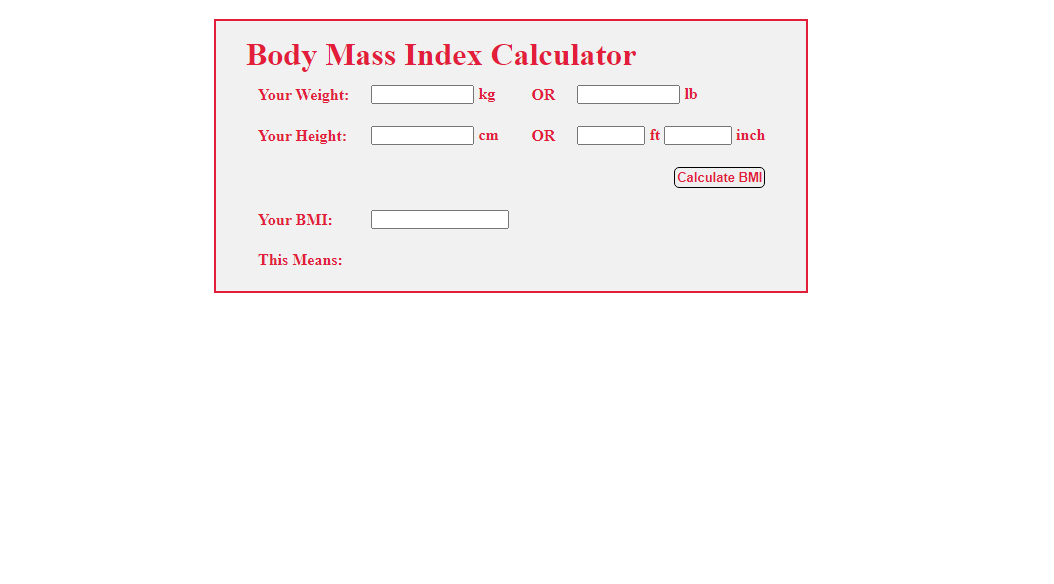 Body Mass Index Calculator
Your Weight: kg OR lb
Your Height: cm OR ft inch
Calculate BMI
Your BMI:
This Means: